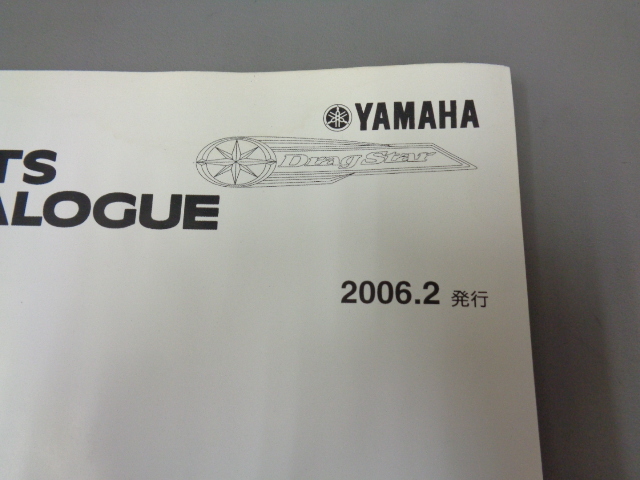 YAMAHA
Drag Star
TS
ALOGUE
2006.2 発行